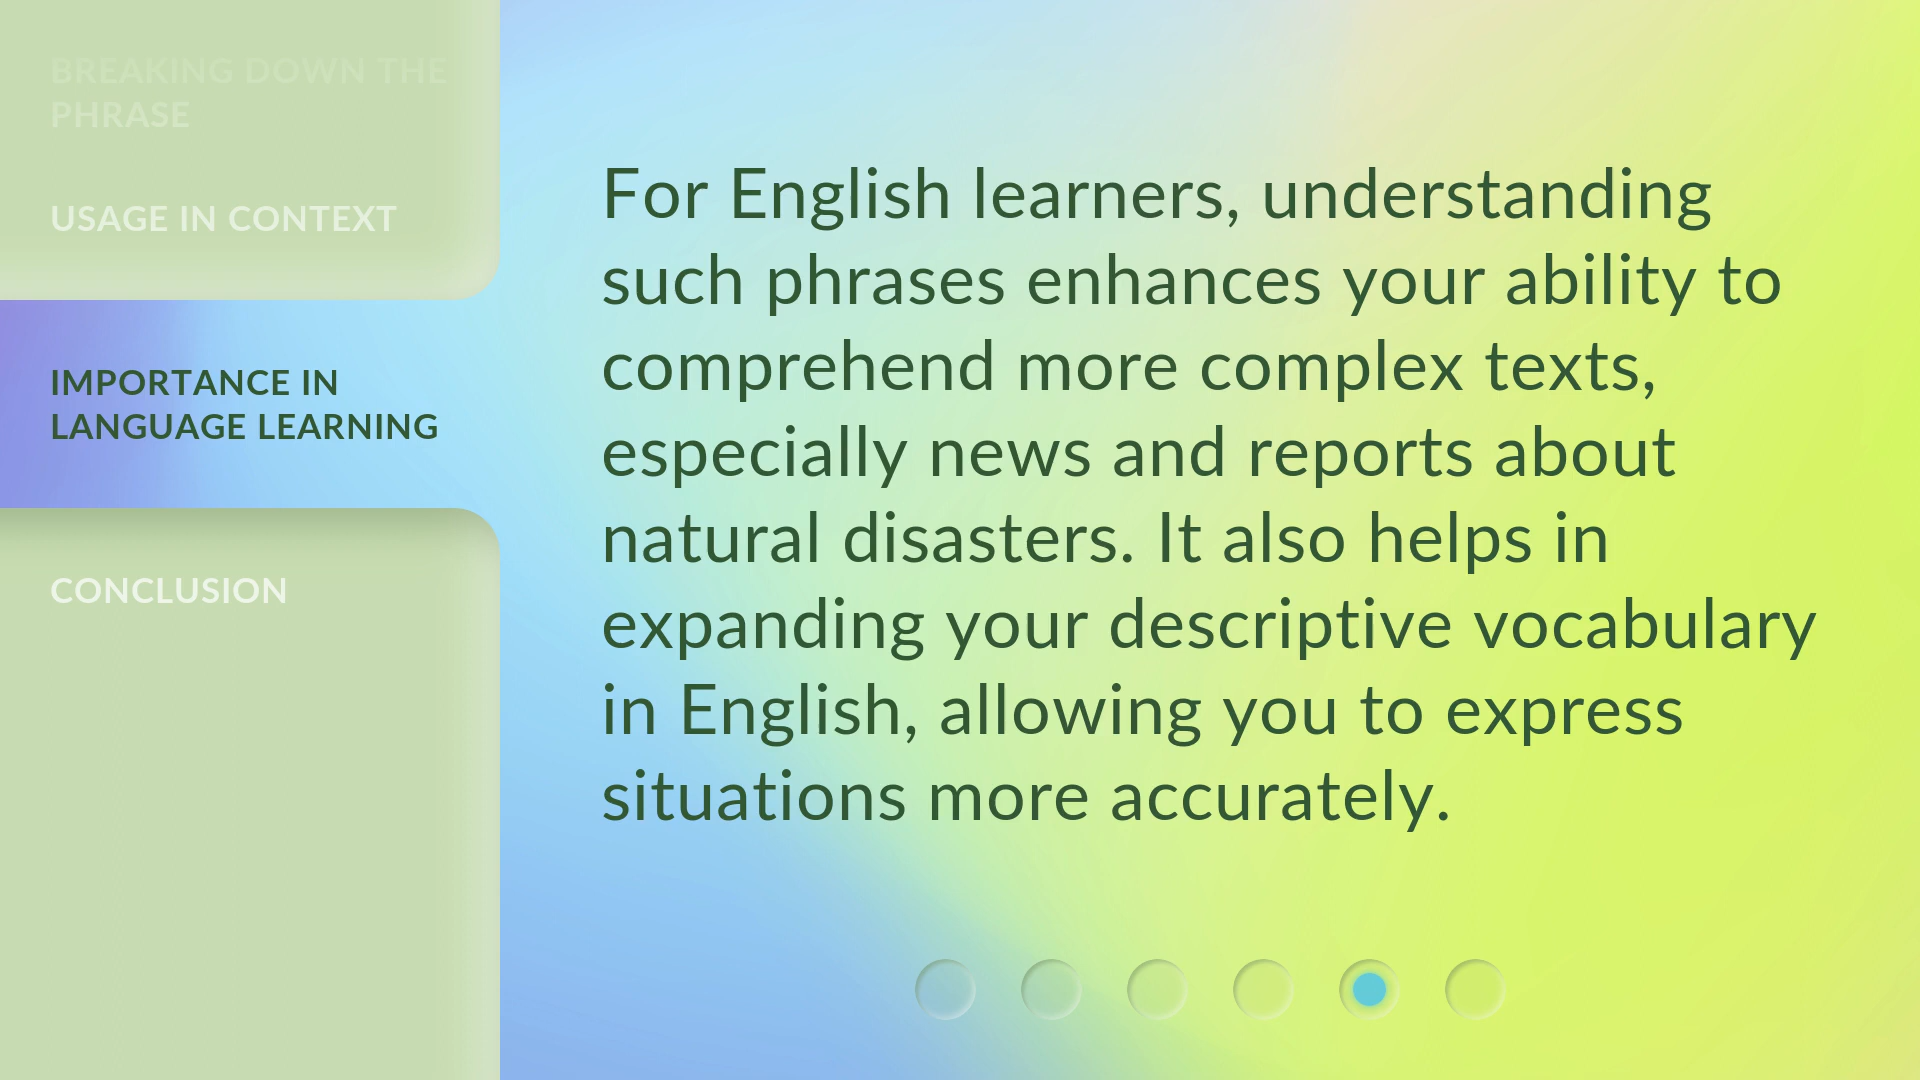 BREAKING DOWN THE
PHRASE
USAGE IN CONTEXT
IMPORTANCE IN
LANGUAGE LEARNING
CONCLUSION
For English learners, understanding
such phrases enhances your ability to
comprehend more complex texts,
especially news and reports about
natural disasters. It also helps in
expanding your descriptive vocabulary
in English, allowing you to express
situations more accurately.